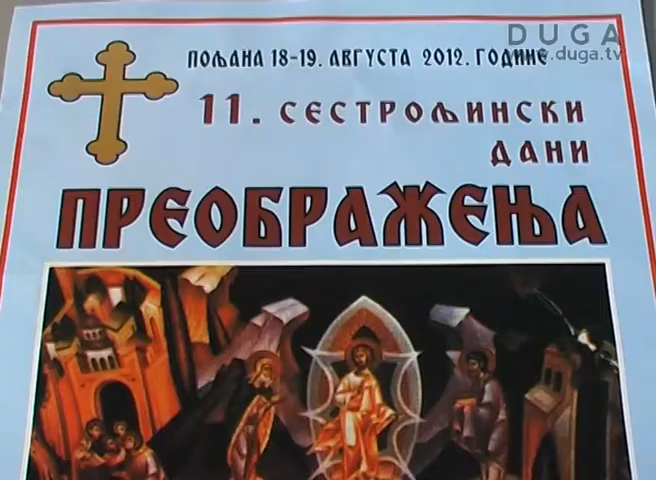 DUGA
www.duga.tv
ПОЉАНА 18-19. АВГУСТА 2012. ГОДИНЕ
11. СЕСТРОЉИНСКИ
ДАНИ
ПРЕОБРАЖЕЊА